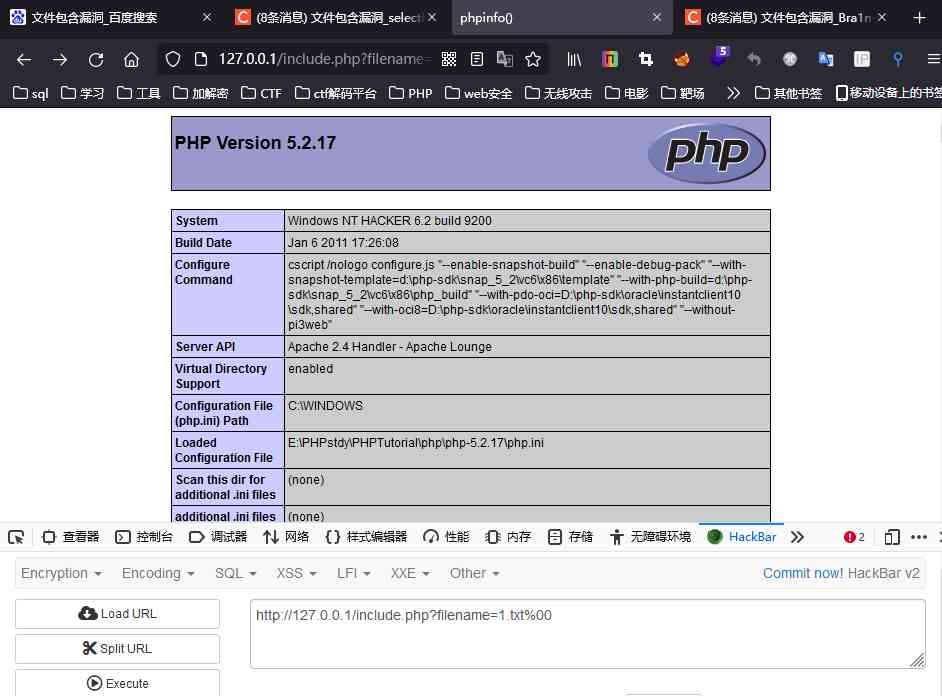 文件包含漏洞_百度搜索
(8条消息) 文件包含漏洞_select
phpinfo()
(8条消息) 文件包含漏洞_Bra1n
127.0.0.1/include.php?filename=
5
IP
sql 学习 工具 加解密 CTF ctf解码平台 PHP web安全 无线攻击 电影 靶场 其他书签 移动设备上的书签
PHP Version 5.2.17
php
System Windows NT HACKER 6.2 build 9200
Build Date Jan 6 2011 17:26:08
Configure Command
cscript /nologo configure.js "--enable-snapshot-build" "--enable-debug-pack" "--with-
snapshot-template=d:\php-sdk\snap_5_2\vc6\x86\template" "--with-php-build=d:\php-
sdk\snap_5_2\vc6\x86\php_build" "--with-pdo-oci=D:\php-sdk\oracle\instantclient10
\sdk,shared" "--with-oci8=D:\php-sdk\oracle\instantclient10\sdk,shared" "--without-
pi3web"
Server API Apache 2.4 Handler - Apache Lounge
Virtual Directory
Support
enabled
Configuration File
(php.ini) Path
C:\WINDOWS
Loaded
Configuration File
E:\PHPstdy\PHPTutorial\php\php-5.2.17\php.ini
Scan this dir for
additional .ini files
(none)
additional .ini files (none)
查看器 控制台 调试器 网络 样式编辑器 性能 内存 存储 无障碍环境 HackBar 2
Encryption Encoding SQL XSS LFI XXE Other Commit now! HackBar v2
Load URL
http://127.0.0.1/include.php?filename=1.txt%00
Split URL
Execute